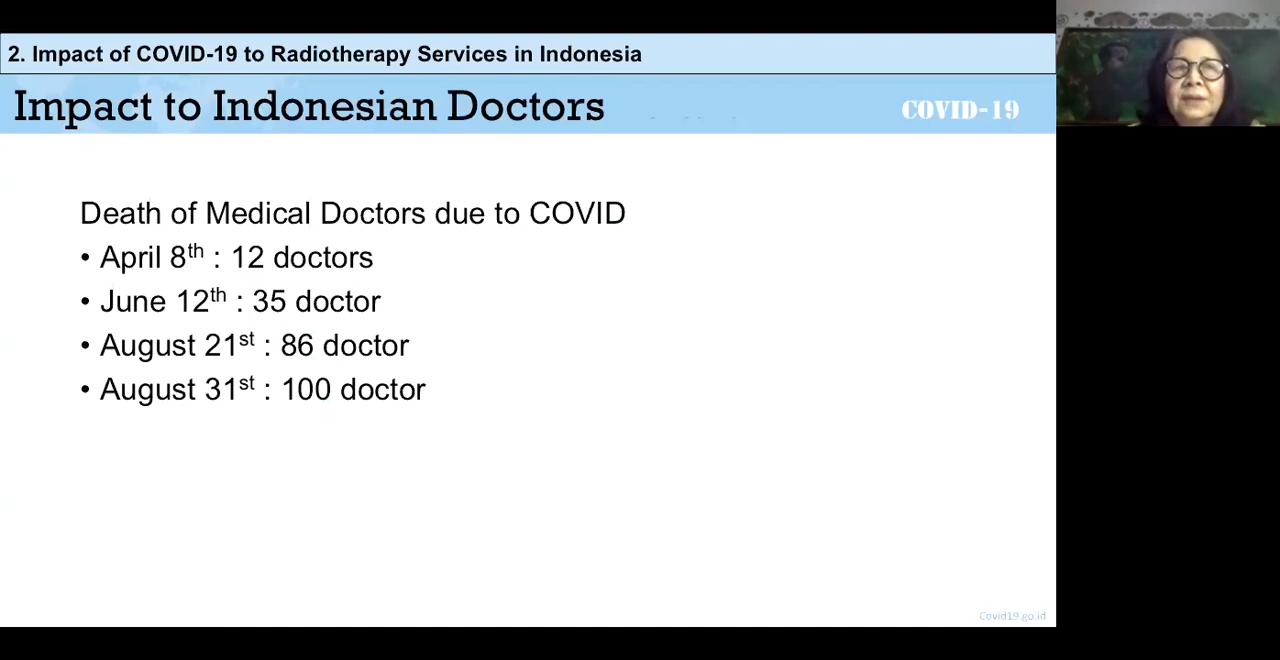 2. Impact of COVID-19 to Radiotherapy Services in Indonesia
Impact to Indonesian Doctors
COVID-19
Death of Medical Doctors due to COVID
• April 8th : 12 doctors
• June 12th : 35 doctor
• August 21st : 86 doctor
• August 31st : 100 doctor
Covid19.go.id